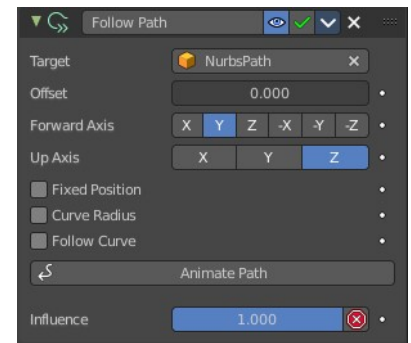 Follow Path
Target NurbsPath
Offset 0.000
Forward Axis X Y Z -X -Y -Z
Up Axis X Y Z
Fixed Position
Curve Radius
Follow Curve
Animate Path
Influence 1.000